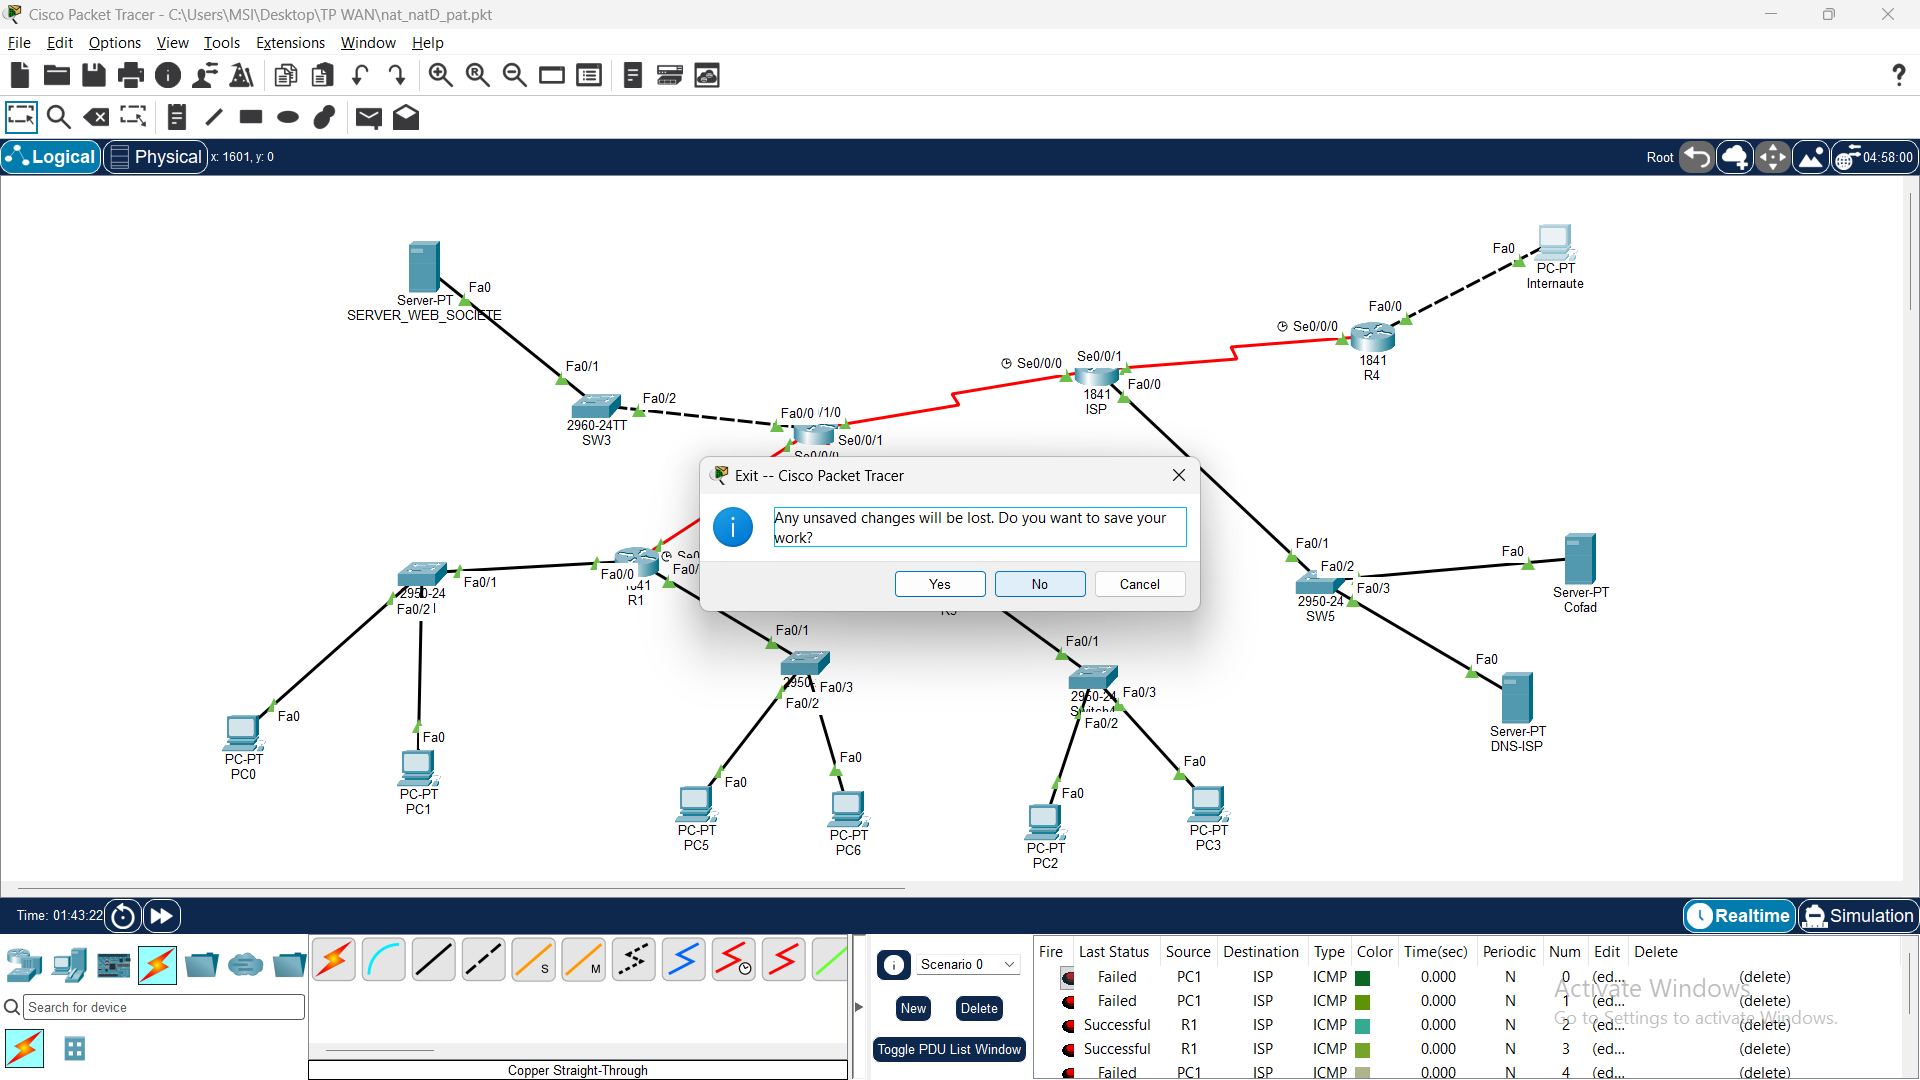 Cisco Packet Tracer - C:\Users\MSI\Desktop\TP WAN\nat_natD_pat.pkt
File Edit Options View Tools Extensions Window Help
Logical Physical x: 1601, y: 0 Root 04:58:00
Fa0
Server-PT
SERVER_WEB_SOCIETE
Fa0
PC-PT
Internaute
Fa0/0
Se0/0/0
1841
R4
Se0/0/0
Se0/0/1
Fa0/0
1841
ISP
Fa0/1
Fa0/2
2960-24TT
SW3
Fa0/0 /1/0
Se0/0/1
Exit -- Cisco Packet Tracer
Any unsaved changes will be lost. Do you want to save your
work?
Yes No Cancel
Fa0/1
Fa0/2
Fa0/3
2950-24
SW5
Fa0
Server-PT
Cofad
Fa0
Server-PT
DNS-ISP
Fa0/1
2950-24
Fa0/2
Fa0/0
R1
Fa0
PC-PT
PC0
Fa0
PC-PT
PC1
Fa0/1
2950-
Fa0/3
Fa0/2
Fa0
PC-PT
PC5
Fa0
PC-PT
PC6
Fa0/1
2950-24
Switch4
Fa0/3
Fa0/2
Fa0
PC-PT
PC2
Fa0
PC-PT
PC3
Time: 01:43:22 Realtime Simulation
S M
Search for device
Copper Straight-Through
Scenario 0
New Delete
Toggle PDU List Window
Fire Last Status Source Destination Type Color Time(sec) Periodic Num Edit Delete
Failed PC1 ISP ICMP 0.000 N 0 (ed... (delete)
Failed PC1 ISP ICMP 0.000 N 1 (ed... (delete)
Successful R1 ISP ICMP 0.000 N 2 (ed... (delete)
Successful R1 ISP ICMP 0.000 N 3 (ed... (delete)
Failed PC1 ISP ICMP 0.000 N 4 (ed... (delete)
Activate Windows
Go to Settings to activate Windows.